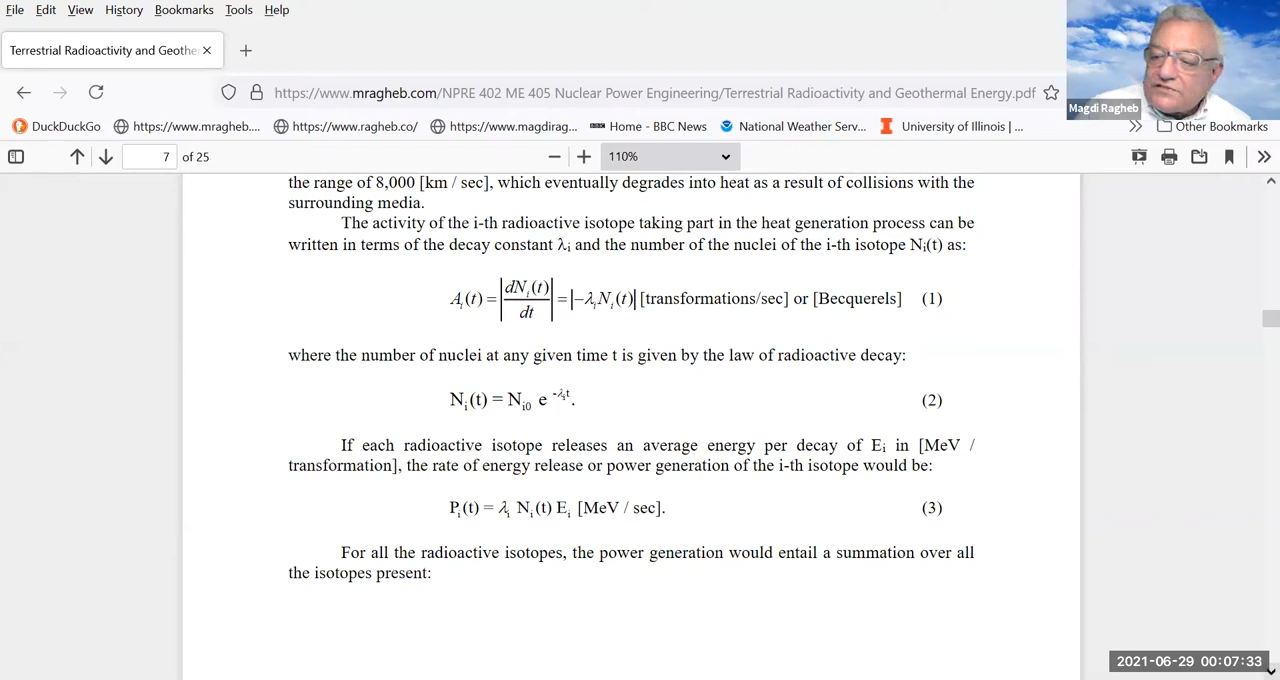 File Edit View History Bookmarks Tools Help
Terrestrial Radioactivity and Geothe
https://www.mragheb.com/NPRE 402 ME 405 Nuclear Power Engineering/Terrestrial Radioactivity and Geothermal Energy.pdf
Magdi Ragheb
DuckDuckGo https://www.mragheb.... https://www.ragheb.co/ https://www.magdirag... BBC Home - BBC News National Weather Serv... University of Illinois | ... Other Bookmarks
7 of 25 110%
the range of 8,000 [km / sec], which eventually degrades into heat as a result of collisions with the
surrounding media.
The activity of the i-th radioactive isotope taking part in the heat generation process can be
written in terms of the decay constant λi and the number of the nuclei of the i-th isotope Ni(t) as:
Ai(t) = |dNi(t)/dt| = |−λiNi(t)| [transformations/sec] or [Becquerels] (1)
where the number of nuclei at any given time t is given by the law of radioactive decay:
Ni(t) = Ni0 e -λit. (2)
If each radioactive isotope releases an average energy per decay of Ei in [MeV /
transformation], the rate of energy release or power generation of the i-th isotope would be:
Pi(t) = λi Ni(t) Ei [MeV / sec]. (3)
For all the radioactive isotopes, the power generation would entail a summation over all
the isotopes present:
2021-06-29 00:07:33